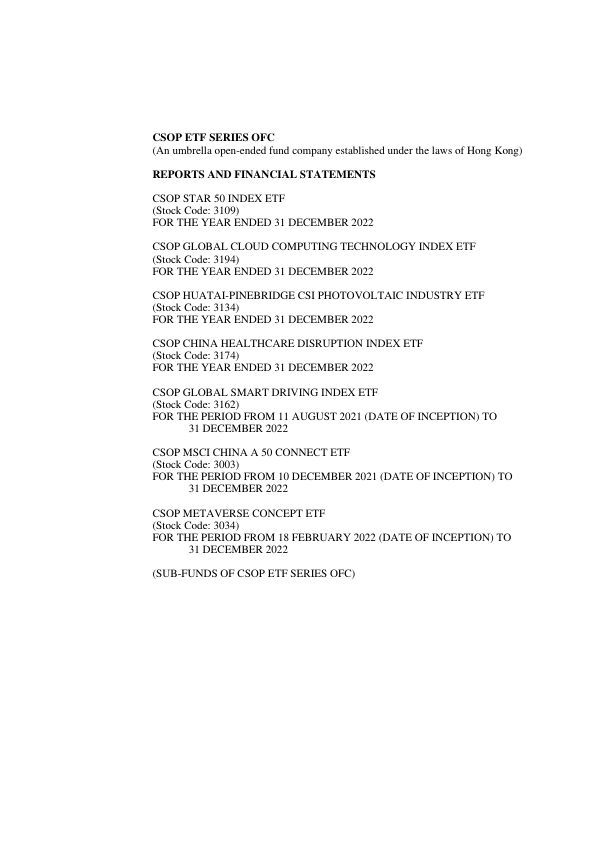 CSOP ETF SERIES OFC
(An umbrella open-ended fund company established under the laws of Hong Kong)
REPORTS AND FINANCIAL STATEMENTS
CSOP STAR 50 INDEX ETF
(Stock Code: 3109)
FOR THE YEAR ENDED 31 DECEMBER 2022
CSOP GLOBAL CLOUD COMPUTING TECHNOLOGY INDEX ETF
(Stock Code: 3194)
FOR THE YEAR ENDED 31 DECEMBER 2022
CSOP HUATAI-PINEBRIDGE CSI PHOTOVOLTAIC INDUSTRY ETF
(Stock Code: 3134)
FOR THE YEAR ENDED 31 DECEMBER 2022
CSOP CHINA HEALTHCARE DISRUPTION INDEX ETF
(Stock Code: 3174)
FOR THE YEAR ENDED 31 DECEMBER 2022
CSOP GLOBAL SMART DRIVING INDEX ETF
(Stock Code: 3162)
FOR THE PERIOD FROM 11 AUGUST 2021 (DATE OF INCEPTION) TO
31 DECEMBER 2022
CSOP MSCI CHINA A 50 CONNECT ETF
(Stock Code: 3003)
FOR THE PERIOD FROM 10 DECEMBER 2021 (DATE OF INCEPTION) TO
31 DECEMBER 2022
CSOP METAVERSE CONCEPT ETF
(Stock Code: 3034)
FOR THE PERIOD FROM 18 FEBRUARY 2022 (DATE OF INCEPTION) TO
31 DECEMBER 2022
(SUB-FUNDS OF CSOP ETF SERIES OFC)